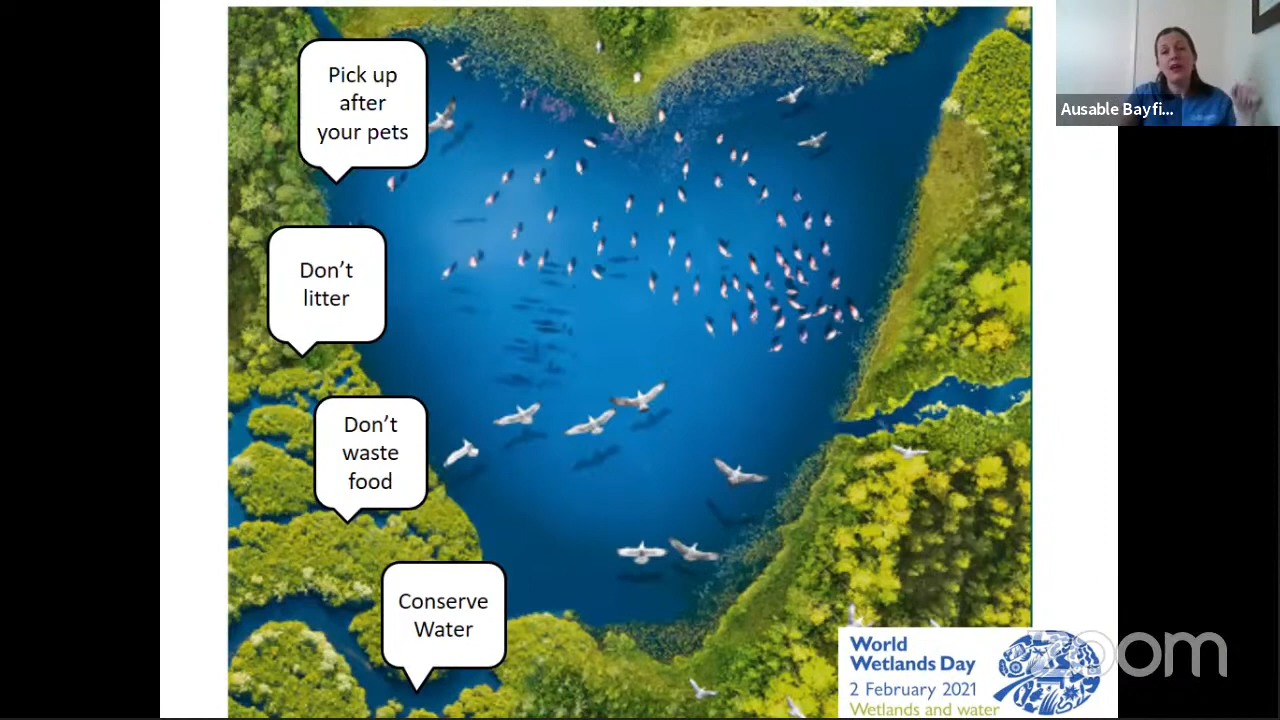 Pick up
after
your pets
Ausable Bayfi...
Don't
litter
Don't
waste
food
Conserve
Water
World
Wetlands Day
2 February 2021
Wetlands and water
zoom